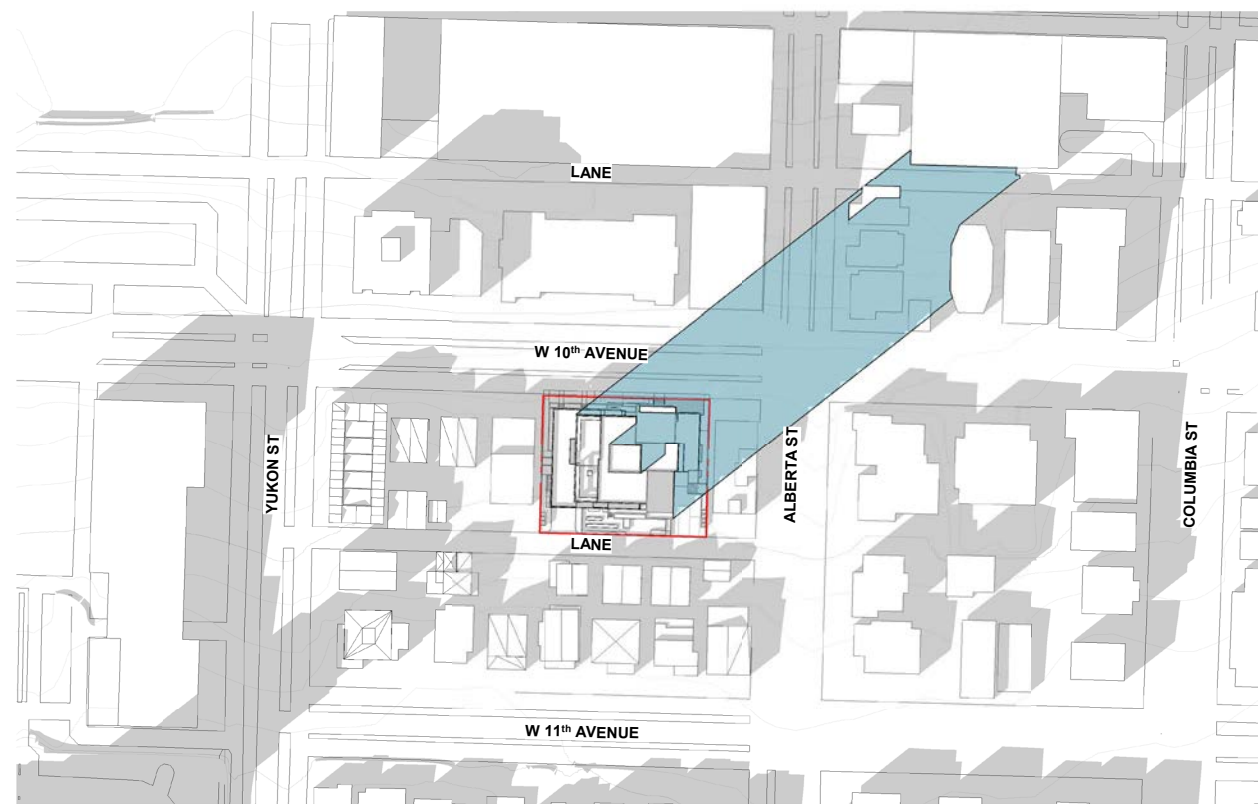 LANE
W 10th AVENUE
YUKON ST
ALBERTA ST
COLUMBIA ST
LANE
W 11th AVENUE